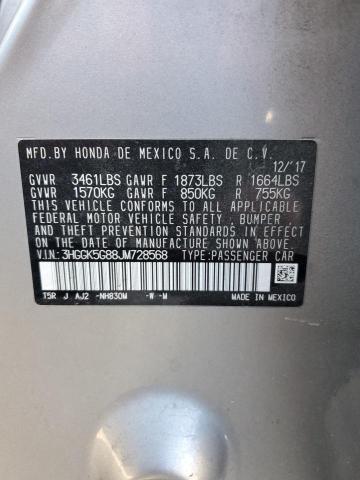 MFD.BY HONDA DE MEXICO S.A. DE C.V.
12/'17
GVWR 3461LBS GAWR F 1873LBS R 1664LBS
GVWR 1570KG GAWR F 850KG R 755KG
THIS VEHICLE CONFORMS TO ALL APPLICABLE
FEDERAL MOTOR VEHICLE SAFETY, BUMPER,
AND THEFT PREVENTION STANDARDS IN EFFECT
ON THE DATE OF MANUFACTURE SHOWN ABOVE.
V.I.N.: 3HGGK5G88JM728568 TYPE:PASSENGER CAR
T5R J AJ2 -NH830M -W -M MADE IN MEXICO